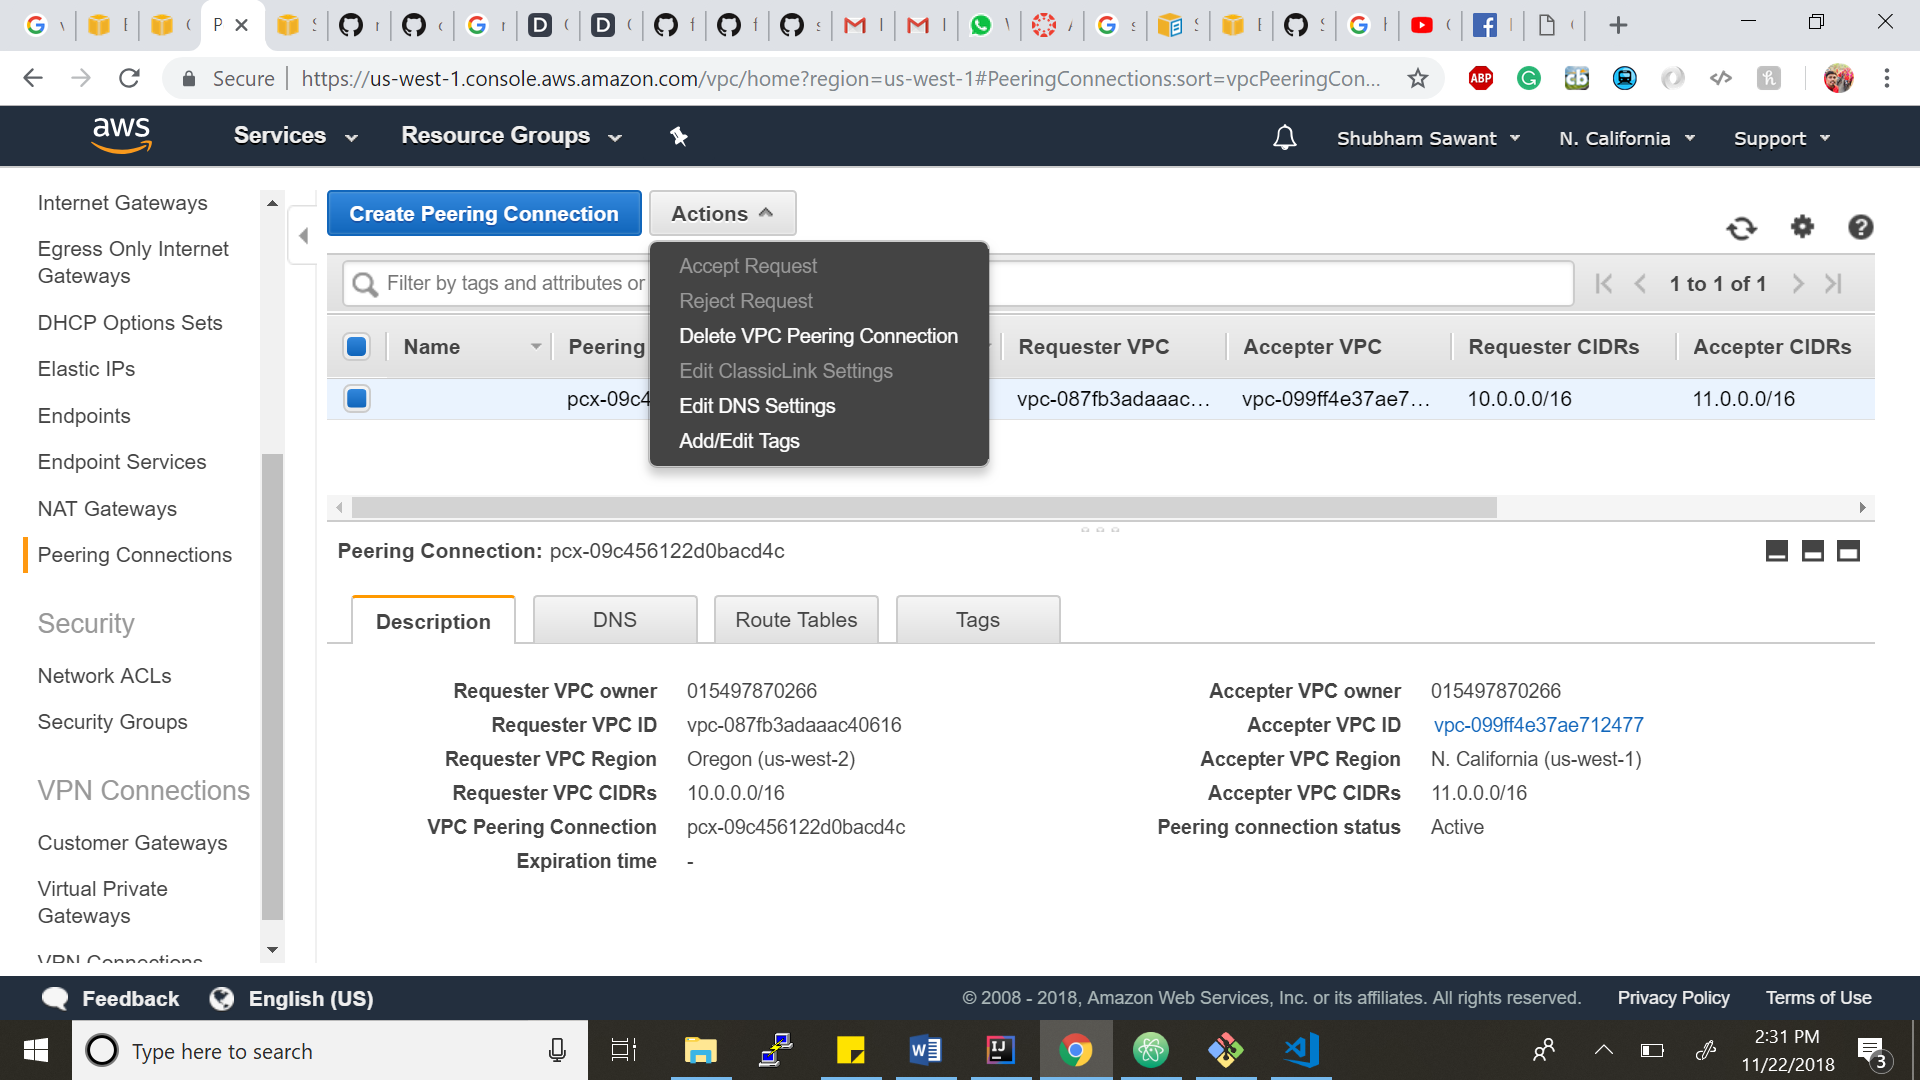 Secure
https://us-west-1.console.aws.amazon.com/vpc/home?region=us-west-1#PeeringConnections:sort=vpcPeeringCon...
ABP
aws
Services
Resource Groups
Shubham Sawant
N. California
Support
Internet Gateways
Egress Only Internet
Gateways
DHCP Options Sets
Elastic IPs
Endpoints
Endpoint Services
NAT Gateways
Peering Connections
Security
Network ACLs
Security Groups
VPN Connections
Customer Gateways
Virtual Private
Gateways
VPN Connections
Create Peering Connection
Actions
Accept Request
Reject Request
Delete VPC Peering Connection
Edit ClassicLink Settings
Edit DNS Settings
Add/Edit Tags
Filter by tags and attributes or
1 to 1 of 1
Name
Peering
Requester VPC
Accepter VPC
Requester CIDRs
Accepter CIDRs
pcx-09c4
vpc-087fb3adaaac...
vpc-099ff4e37ae7...
10.0.0.0/16
11.0.0.0/16
Peering Connection: pcx-09c456122d0bacd4c
Description
DNS
Route Tables
Tags
Requester VPC owner 015497870266
Requester VPC ID vpc-087fb3adaaac40616
Requester VPC Region Oregon (us-west-2)
Requester VPC CIDRs 10.0.0.0/16
VPC Peering Connection pcx-09c456122d0bacd4c
Expiration time -
Accepter VPC owner 015497870266
Accepter VPC ID vpc-099ff4e37ae712477
Accepter VPC Region N. California (us-west-1)
Accepter VPC CIDRs 11.0.0.0/16
Peering connection status Active
Feedback
English (US)
© 2008 - 2018, Amazon Web Services, Inc. or its affiliates. All rights reserved.
Privacy Policy
Terms of Use
Type here to search
2:31 PM
11/22/2018
3